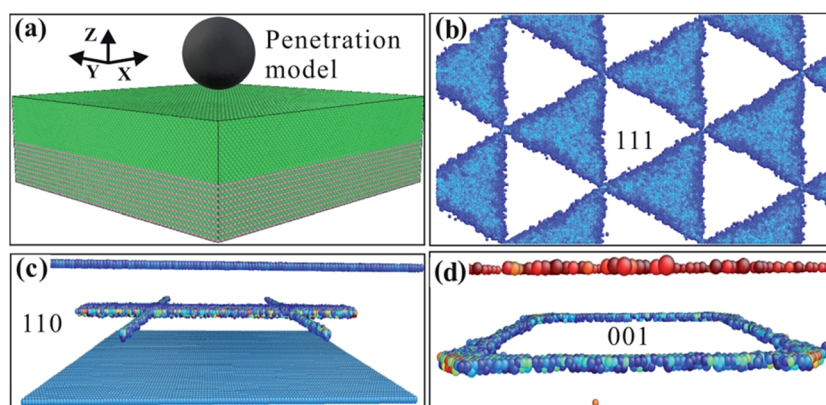 (a)
Z
Y
X
Penetration
model
(b)
111
(c)
110
(d)
001